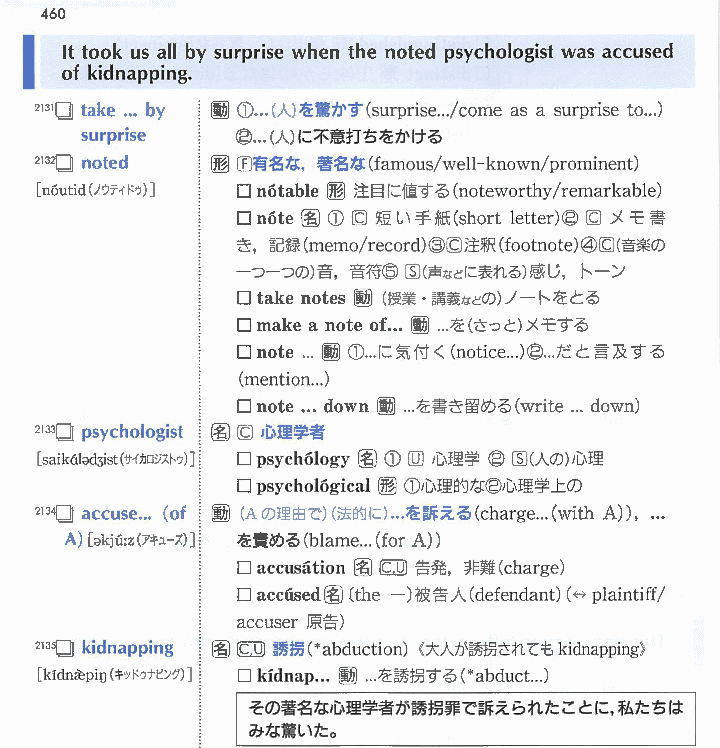 460
It took us all by surprise when the noted psychologist was accused
of kidnapping.
2131□ take ... by
surprise
動 ①...(人)を驚かす(surprise.../come as a surprise to...)
②...(人)に不意打ちをかける
2132□ noted
[nóutid(ノウティドゥ)]
形 F有名な, 著名な(famous/well-known/prominent)
□ nótable 形 注目に値する(noteworthy/remarkable)
□ nóte 名 ① C 短い手紙(short letter)② C メモ書
き, 記録(memo/record)③C注釈(footnote)④C(音楽の
一つ一つの)音, 音符⑤ S(声などに表れる)感じ, トーン
□ take notes 動 (授業・講義などの)ノートをとる
□ make a note of... 動 ...を(さっと)メモする
□ note ... 動 ①...に気付く(notice...)②...だと言及する
(mention...)
□ note ... down 動 ...を書き留める(write ... down)
2133□ psychologist
[saikálədʒist(サイカロジストゥ)]
名 C 心理学者
□ psychólogy 名 ① U 心理学 ② S(人の)心理
□ psychológical 形 ①心理的な②心理学上の
2134□ accuse... (of
A) [əkjúːz(アキューズ)]
動 (Aの理由で)(法的に)...を訴える(charge...(with A)), ...
を責める(blame...(for A))
□ accusátion 名 C,U 告発, 非難(charge)
□ accúsed 名 (the ―)被告人(defendant)(↔ plaintiff/
accuser 原告)
2135□ kidnapping
[kídnæpiŋ(キッドゥナピング)]
名 C,U 誘拐(*abduction)《大人が誘拐されてもkidnapping》
□ kídnap... 動 ...を誘拐する(*abduct...)
その著名な心理学者が誘拐罪で訴えられたことに,私たちは
みな驚いた。